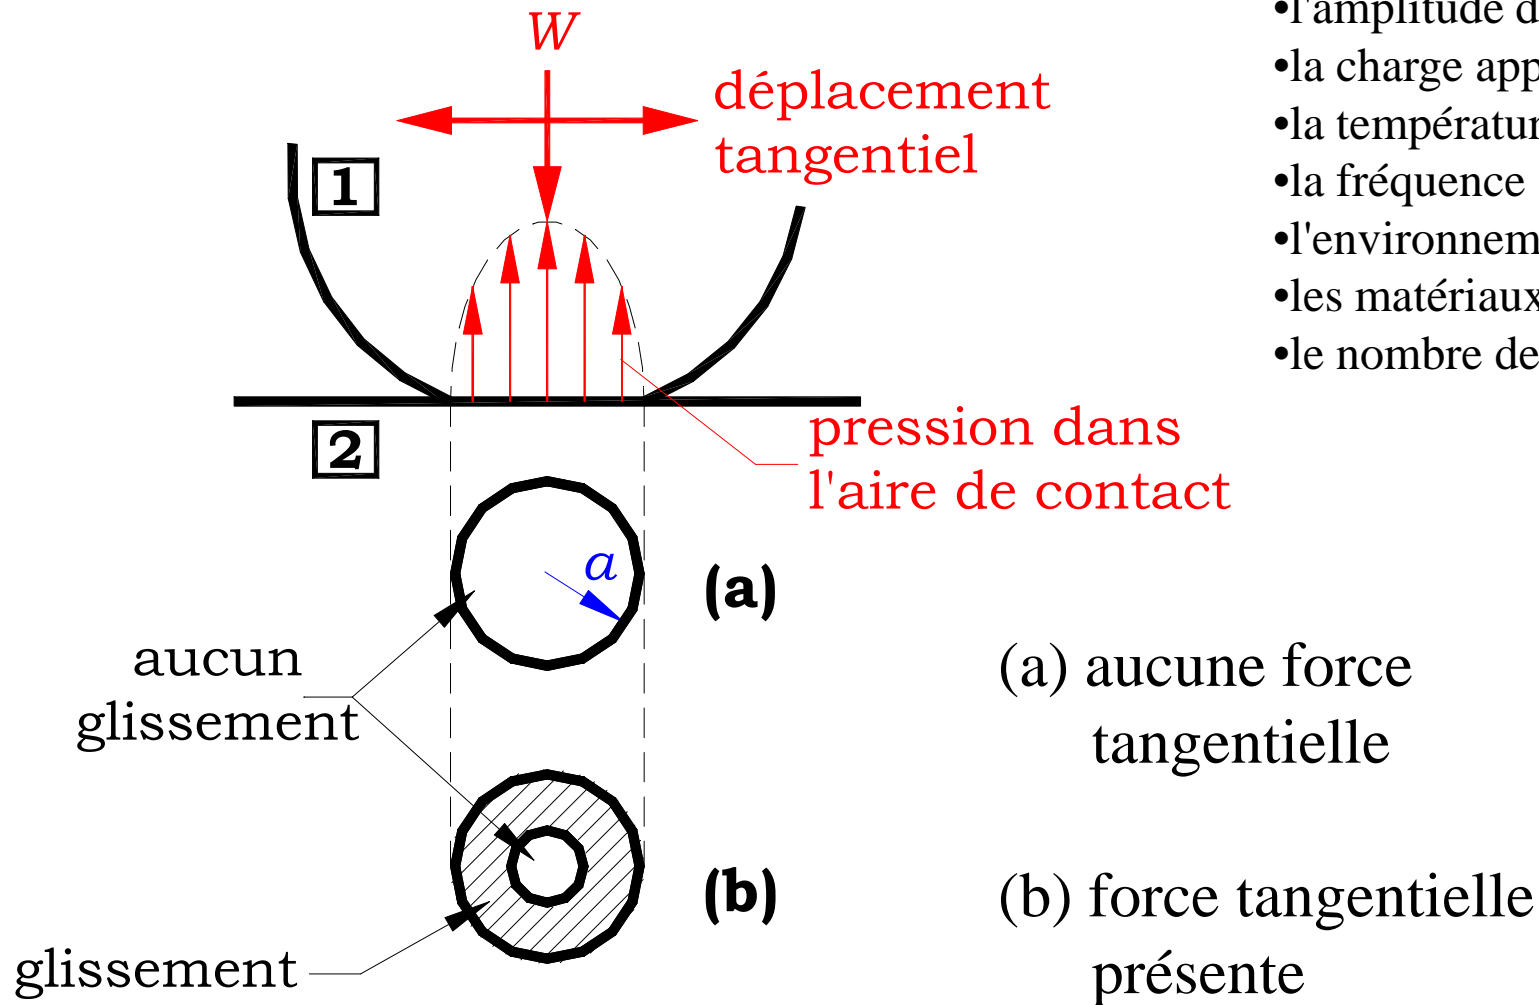 W
déplacement
tangentiel
1
2
pression dans
l'aire de contact
a
(a)
aucun
glissement
(b)
glissement
•l'amplitude d
•la charge app
•la températur
•la fréquence
•l'environnem
•les matériaux
•le nombre de
(a) aucune force
tangentielle
(b) force tangentielle
présente